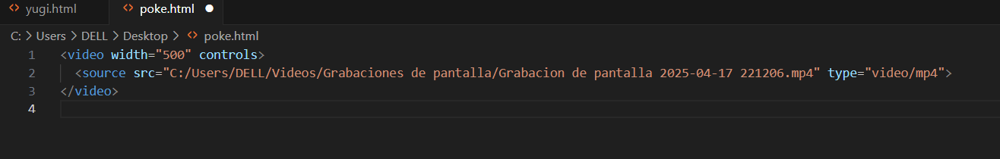 yugi.html poke.html
C: > Users > DELL > Desktop > poke.html
1 <video width="500" controls>
2 <source src="C:/Users/DELL/Videos/Grabaciones de pantalla/Grabacion de pantalla 2025-04-17 221206.mp4" type="video/mp4">
3 </video>
4